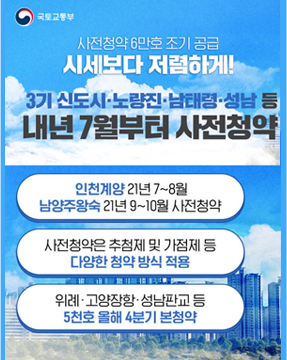 국토교통부
사전청약 6만호 조기 공급
시세보다 저렴하게!
3기 신도시·노량진·남태령·성남 등
내년 7월부터 사전청약
인천계양 21년 7~8월
남양주왕숙 21년 9~10월 사전청약
사전청약은 추첨제 및 가점제 등
다양한 청약 방식 적용
위례·고양장항·성남판교 등
5천호 올해 4분기 본청약